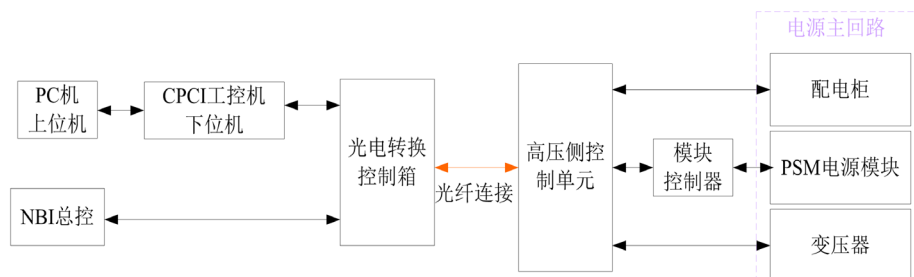 电源主回路
PC机
上位机
CPCI工控机
下位机
NBI总控
光电转换
控制箱
光纤连接
高压侧控
制单元
模块
控制器
配电柜
PSM电源模块
变压器